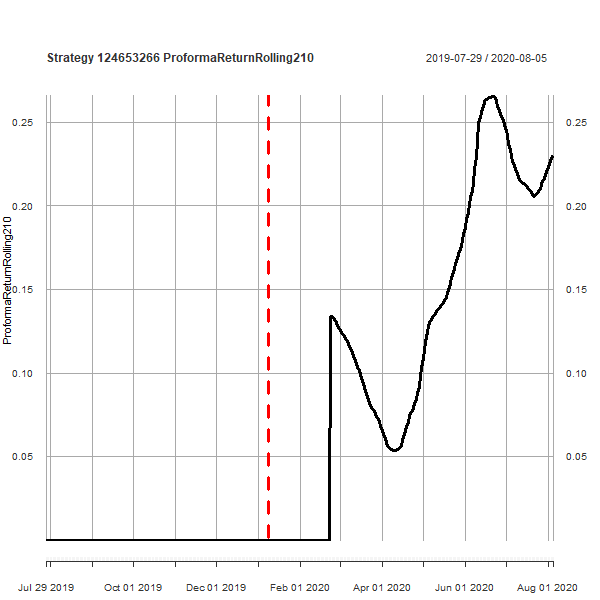 Strategy 124653266 ProformaReturnRolling210
2019-07-29 / 2020-08-05
ProformaReturnRolling210
0.25 0.25
0.20 0.20
0.15 0.15
0.10 0.10
0.05 0.05
Jul 29 2019 Oct 01 2019 Dec 01 2019 Feb 01 2020 Apr 01 2020 Jun 01 2020 Aug 01 2020